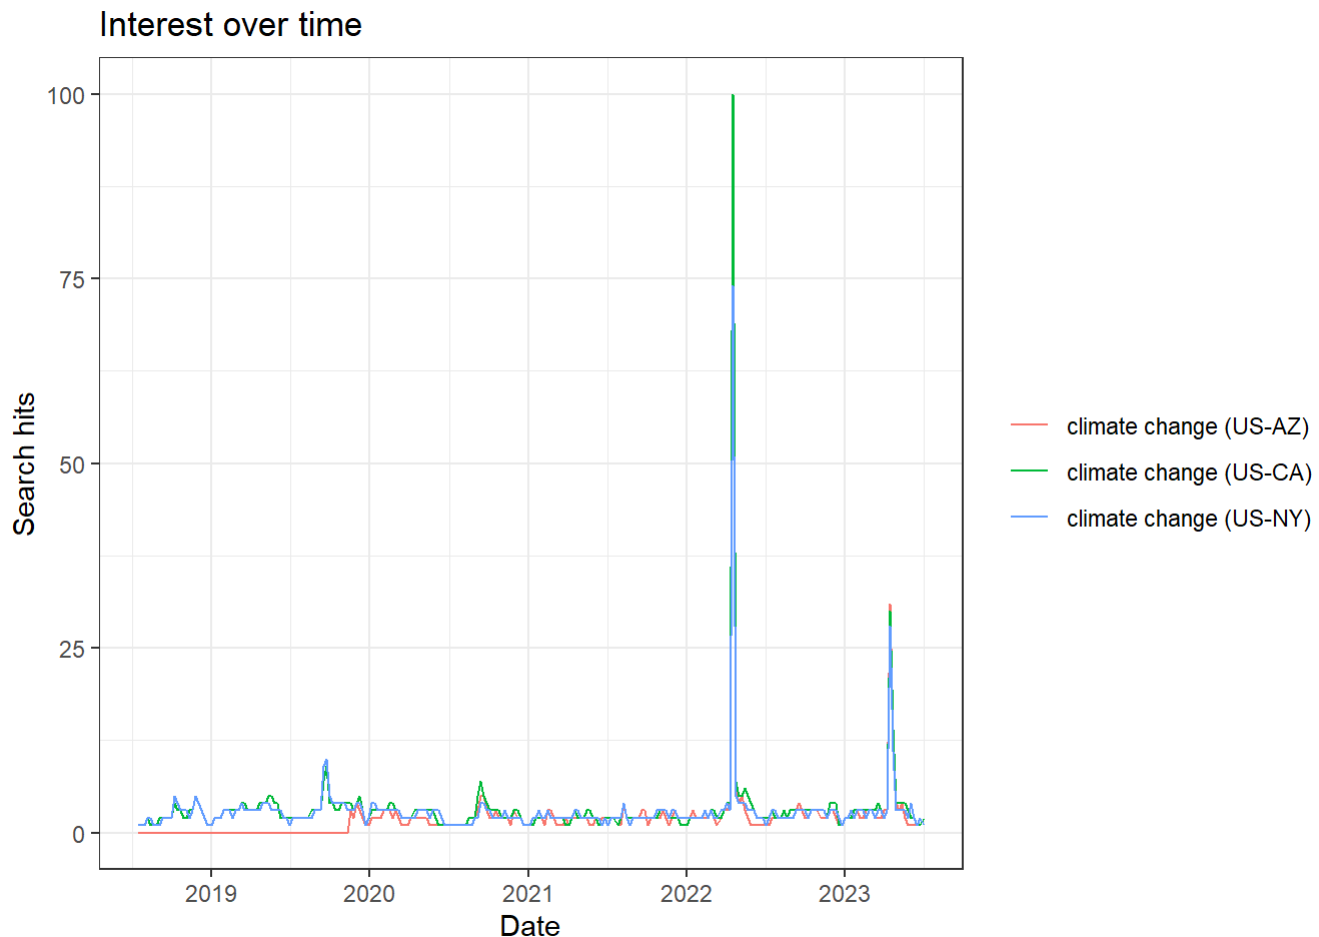 Interest over time
100
75
50
25
0
Search hits
2019
2020
2021
2022
2023
Date
climate change (US-AZ)
climate change (US-CA)
climate change (US-NY)